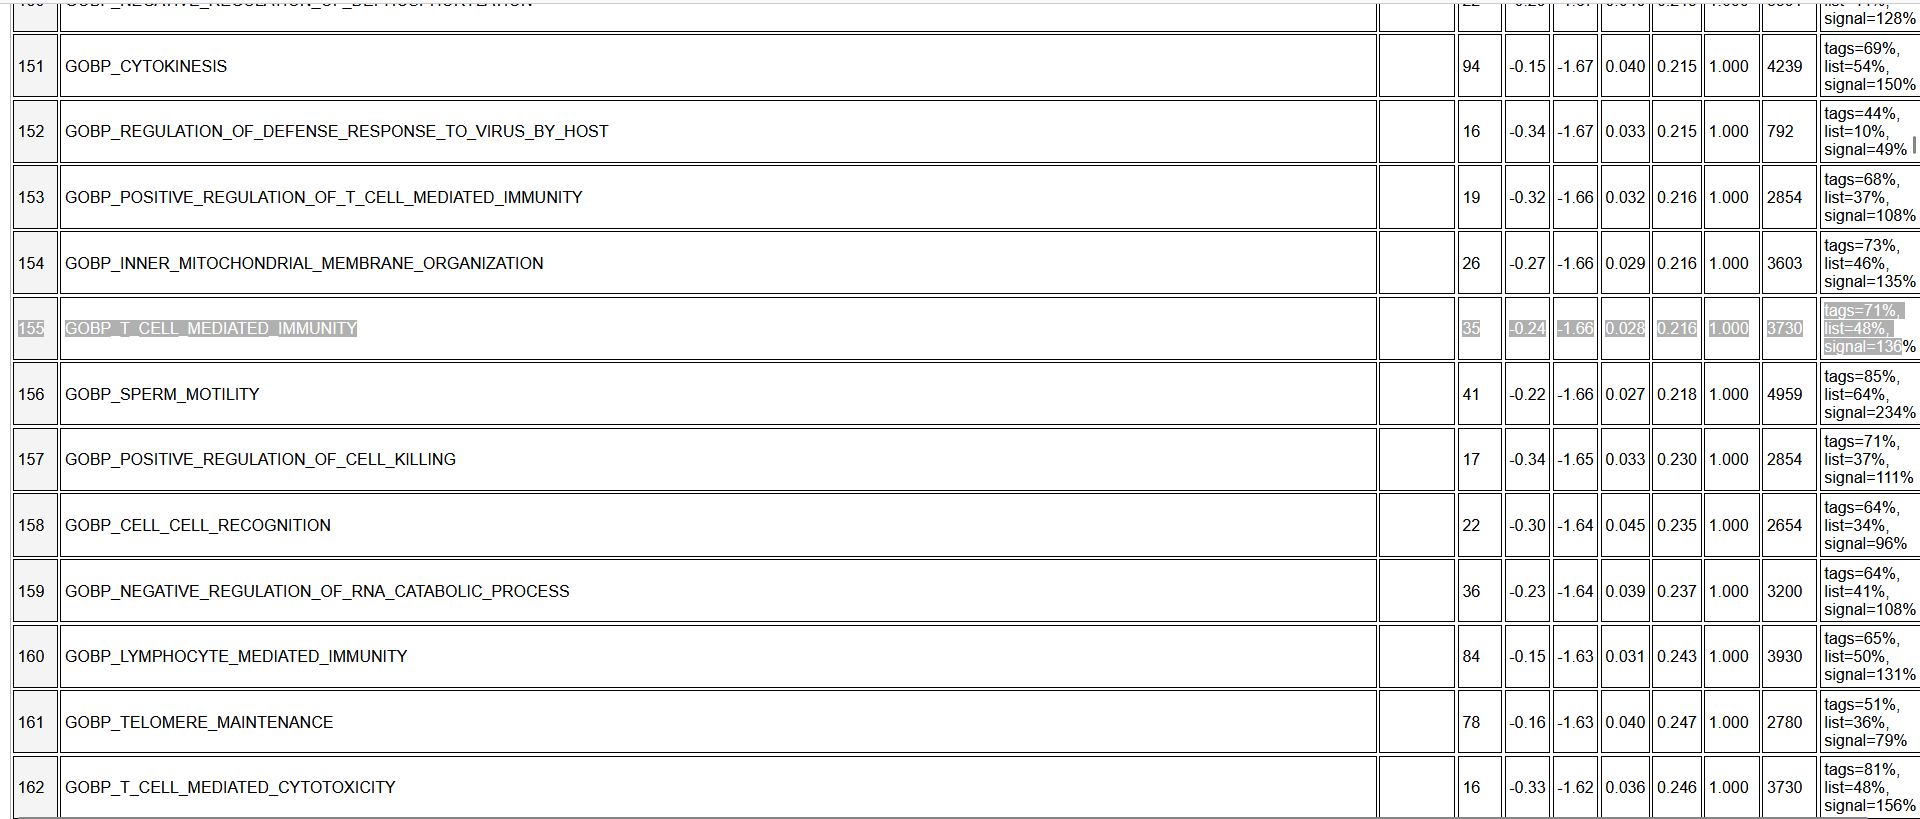 signal=128%
151 GOBP_CYTOKINESIS 94 -0.15 -1.67 0.040 0.215 1.000 4239 tags=69%,
list=54%,
signal=150%
152 GOBP_REGULATION_OF_DEFENSE_RESPONSE_TO_VIRUS_BY_HOST 16 -0.34 -1.67 0.033 0.215 1.000 792 tags=44%,
list=10%,
signal=49%
153 GOBP_POSITIVE_REGULATION_OF_T_CELL_MEDIATED_IMMUNITY 19 -0.32 -1.66 0.032 0.216 1.000 2854 tags=68%,
list=37%,
signal=108%
154 GOBP_INNER_MITOCHONDRIAL_MEMBRANE_ORGANIZATION 26 -0.27 -1.66 0.029 0.216 1.000 3603 tags=73%,
list=46%,
signal=135%
155 GOBP_T_CELL_MEDIATED_IMMUNITY 35 -0.24 -1.66 0.028 0.216 1.000 3730 tags=71%,
list=48%,
signal=136%
156 GOBP_SPERM_MOTILITY 41 -0.22 -1.66 0.027 0.218 1.000 4959 tags=85%,
list=64%,
signal=234%
157 GOBP_POSITIVE_REGULATION_OF_CELL_KILLING 17 -0.34 -1.65 0.033 0.230 1.000 2854 tags=71%,
list=37%,
signal=111%
158 GOBP_CELL_CELL_RECOGNITION 22 -0.30 -1.64 0.045 0.235 1.000 2654 tags=64%,
list=34%,
signal=96%
159 GOBP_NEGATIVE_REGULATION_OF_RNA_CATABOLIC_PROCESS 36 -0.23 -1.64 0.039 0.237 1.000 3200 tags=64%,
list=41%,
signal=108%
160 GOBP_LYMPHOCYTE_MEDIATED_IMMUNITY 84 -0.15 -1.63 0.031 0.243 1.000 3930 tags=65%,
list=50%,
signal=131%
161 GOBP_TELOMERE_MAINTENANCE 78 -0.16 -1.63 0.040 0.247 1.000 2780 tags=51%,
list=36%,
signal=79%
162 GOBP_T_CELL_MEDIATED_CYTOTOXICITY 16 -0.33 -1.62 0.036 0.246 1.000 3730 tags=81%,
list=48%,
signal=156%